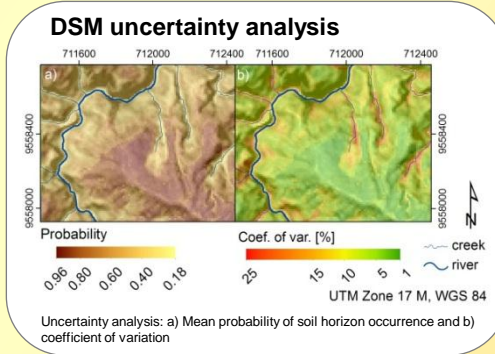 DSM uncertainty analysis
711600 712000 712400 711600 712000 712400
a) b)
9558400
9558000
Probability
0.96 0.80 0.60 0.40 0.18
Coef. of var. [%]
25 15 10 5 1
N
creek
river
UTM Zone 17 M, WGS 84
Uncertainty analysis: a) Mean probability of soil horizon occurrence and b)
coefficient of variation